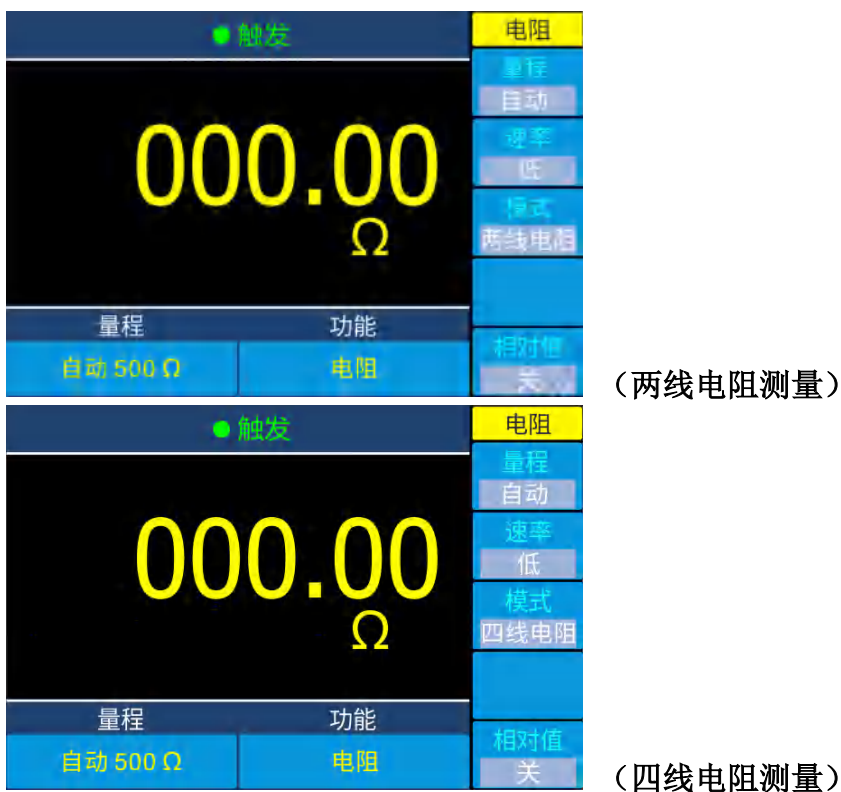 触发
电阻
量程
自动
速率
低
000.00
Ω
模式
两线电阻
量程
功能
自动 500 Ω
电阻
相对值
关
（两线电阻测量）
触发
电阻
量程
自动
速率
低
000.00
Ω
模式
四线电阻
量程
功能
自动 500 Ω
电阻
相对值
关
（四线电阻测量）